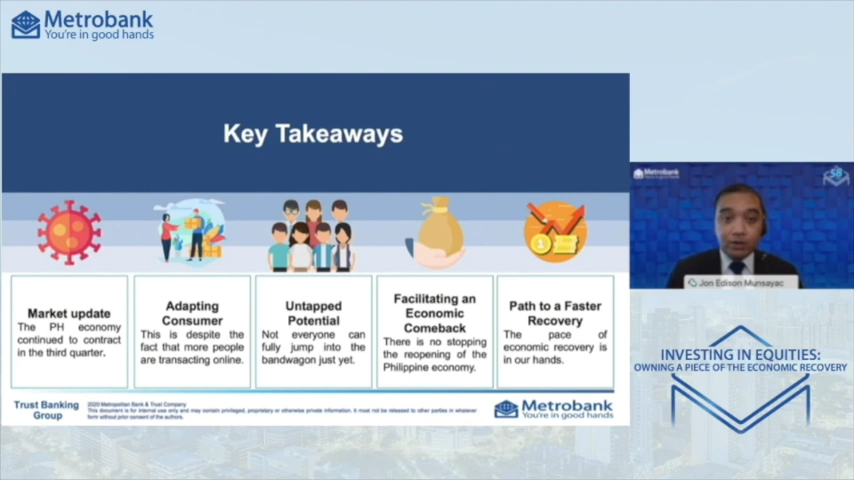 Metrobank
You're in good hands
Key Takeaways
Market update
The PH economy
continued to contract
in the third quarter.
Adapting
Consumer
This is despite the
fact that more people
are transacting online.
Untapped
Potential
Not everyone can
fully jump into the
bandwagon just yet.
Facilitating an
Economic
Comeback
There is no stopping
the reopening of the
Philippine economy.
Path to a Faster
Recovery
The pace of
economic recovery is
in our hands.
Trust Banking
Group
2020 Metropolitan Bank & Trust Company
This document is for internal use only and may contain privileged, proprietary or otherwise private information. It must not be released to other parties in whatever
form without prior consent of the authors.
Metrobank
You're in good hands
Metrobank
You're in good hands
58
Jon Edison Munsayac
INVESTING IN EQUITIES:
OWNING A PIECE OF THE ECONOMIC RECOVERY